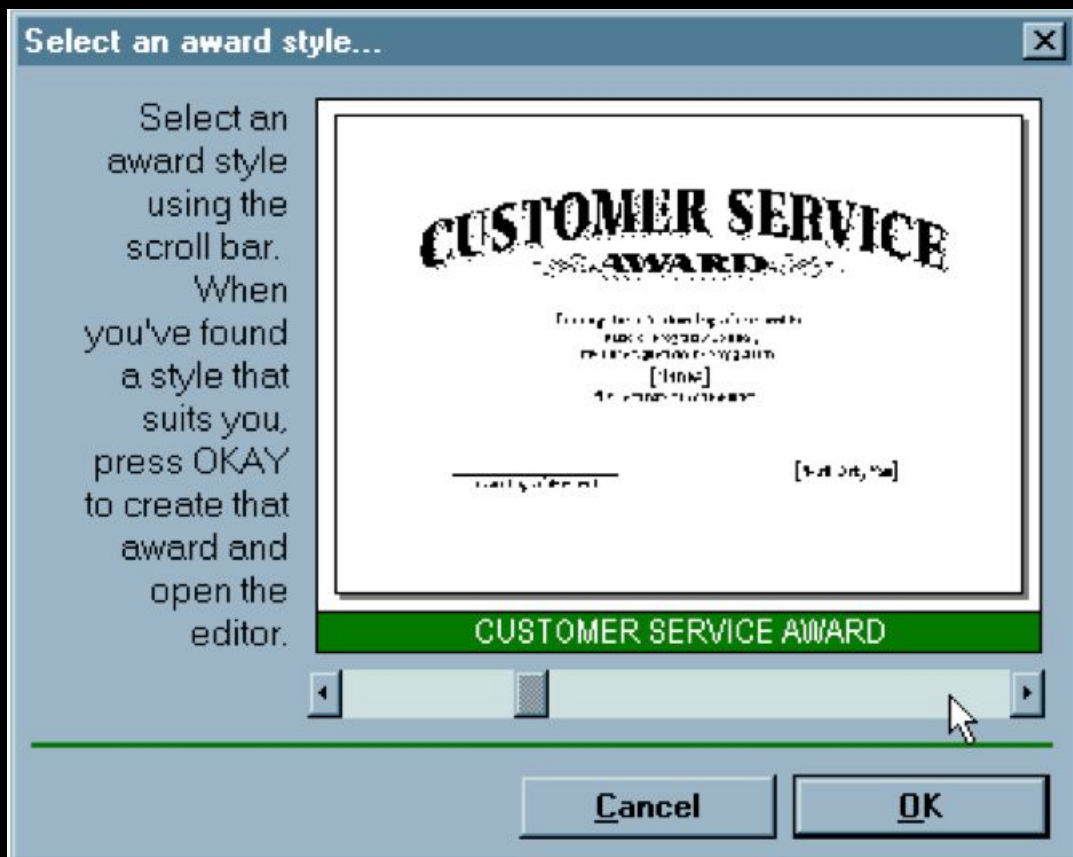 Select an award style...
Select an
award style
using the
scroll bar.
When
you've found
a style that
suits you,
press OKAY
to create that
award and
open the
editor.
CUSTOMER SERVICE
AWARD
[Name]
CUSTOMER SERVICE AWARD
Cancel
OK